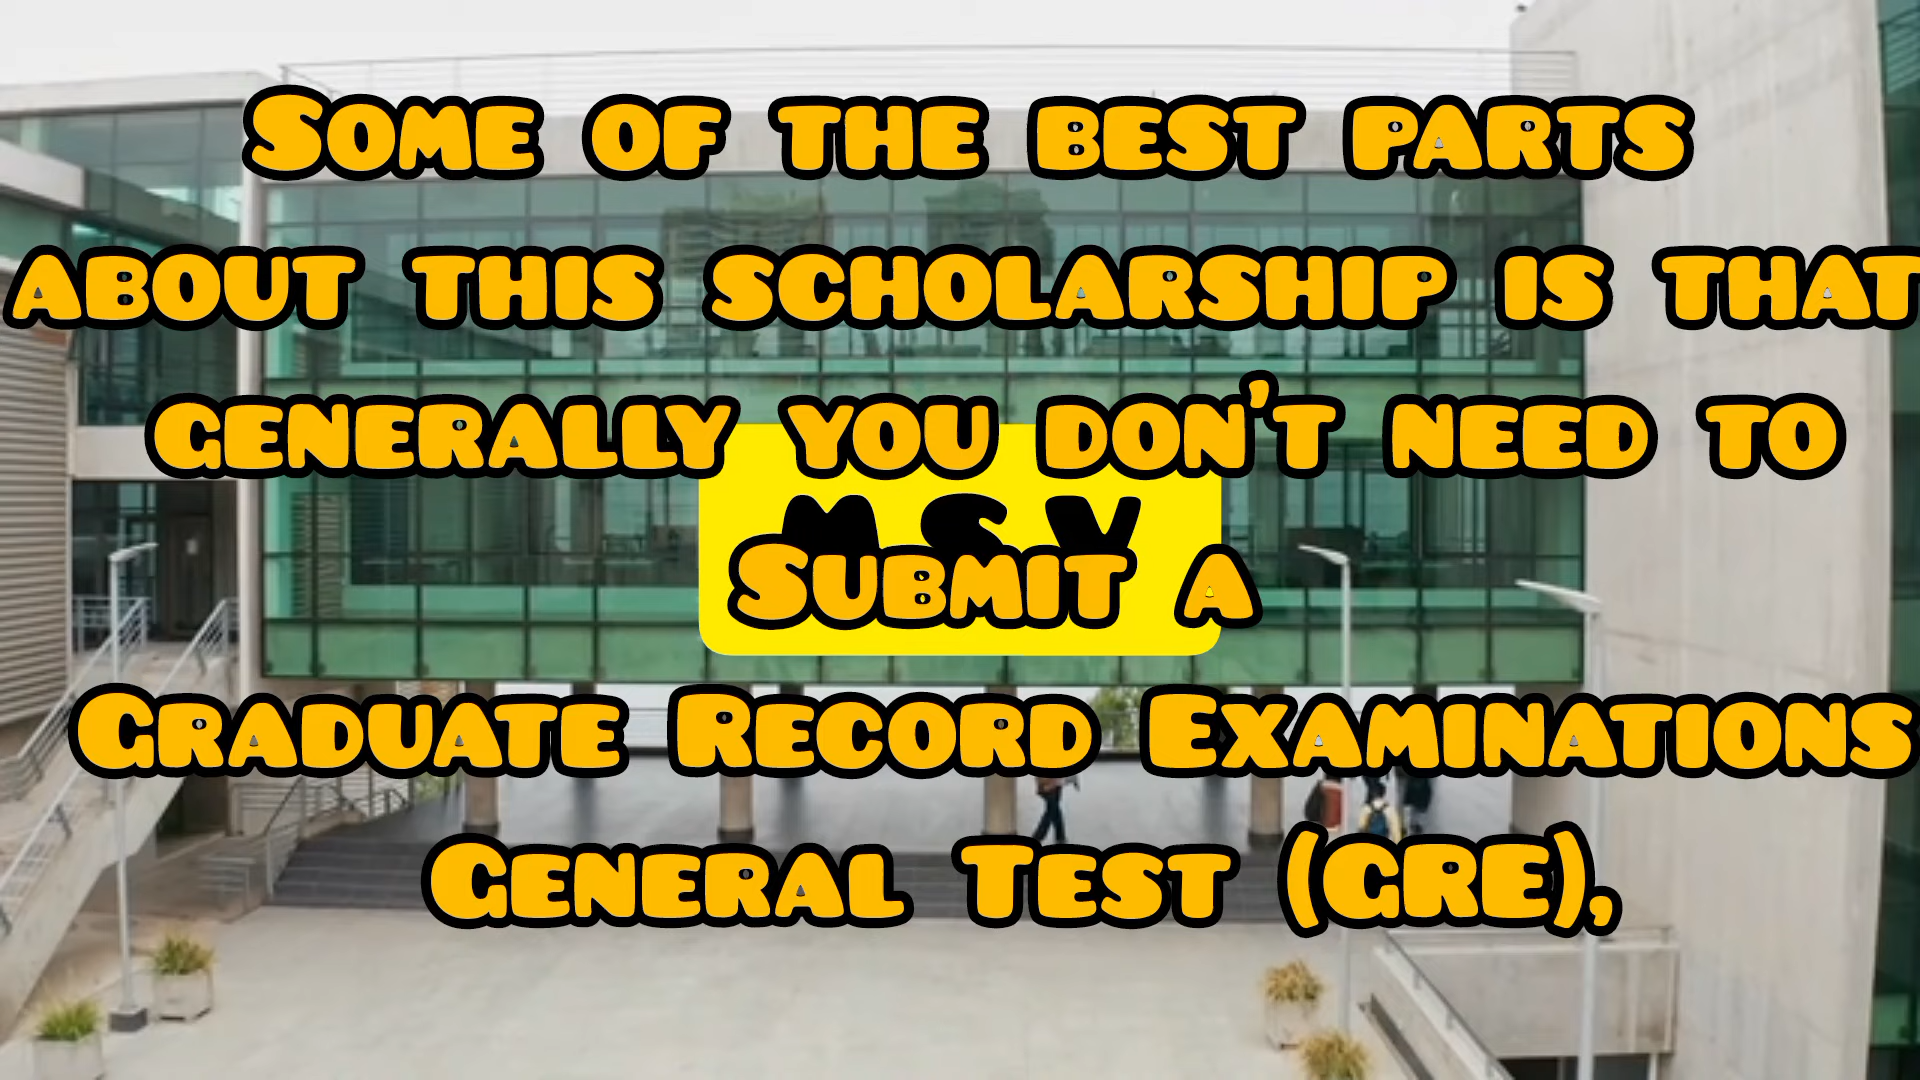 Some of the best parts
about this scholarship is that
generally you don't need to
MSV
Submit a
Graduate Record Examinations
General Test (GRE),